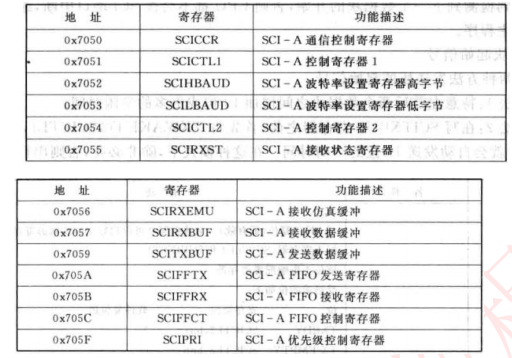 地 址 寄存器 功能描述
0x7050 SCICCR SCI-A 通信控制寄存器
0x7051 SCICTL1 SCI-A 控制寄存器 1
0x7052 SCIHBAUD SCI-A 波特率设置寄存器高字节
0x7053 SCILBAUD SCI-A 波特率设置寄存器低字节
0x7054 SCICTL2 SCI-A 控制寄存器 2
0x7055 SCIRXST SCI-A 接收状态寄存器
地 址 寄存器 功能描述
0x7056 SCIRXEMU SCI-A 接收仿真缓冲
0x7057 SCIRXBUF SCI-A 接收数据缓冲
0x7059 SCITXBUF SCI-A 发送数据缓冲
0x705A SCIFFTX SCI-A FIFO 发送寄存器
0x705B SCIFFRX SCI-A FIFO 接收寄存器
0x705C SCIFFCT SCI-A FIFO 控制寄存器
0x705F SCIPRI SCI-A 优先级控制寄存器